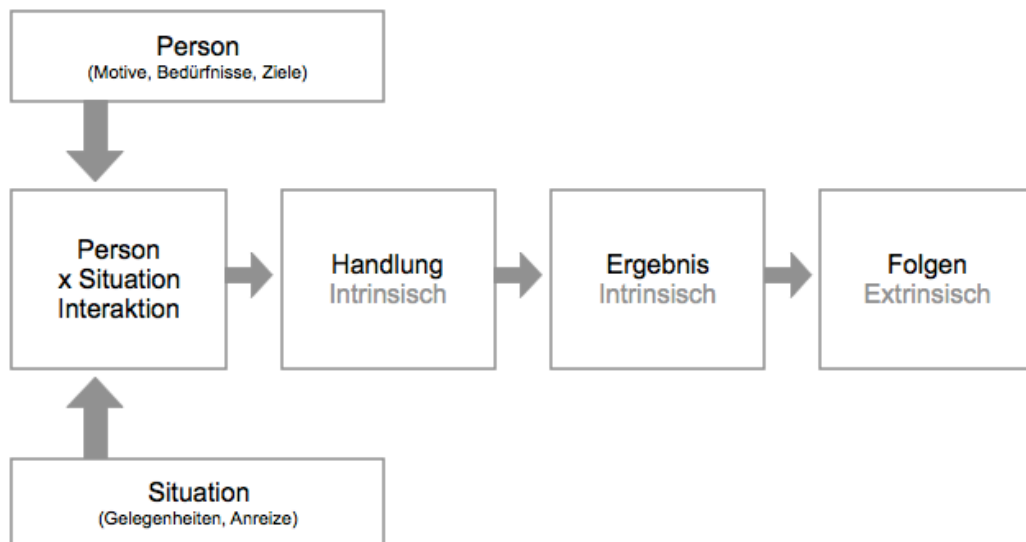 Person
(Motive, Bedürfnisse, Ziele)
Person
x Situation
Interaktion
Handlung
Intrinsisch
Ergebnis
Intrinsisch
Folgen
Extrinsisch
Situation
(Gelegenheiten, Anreize)